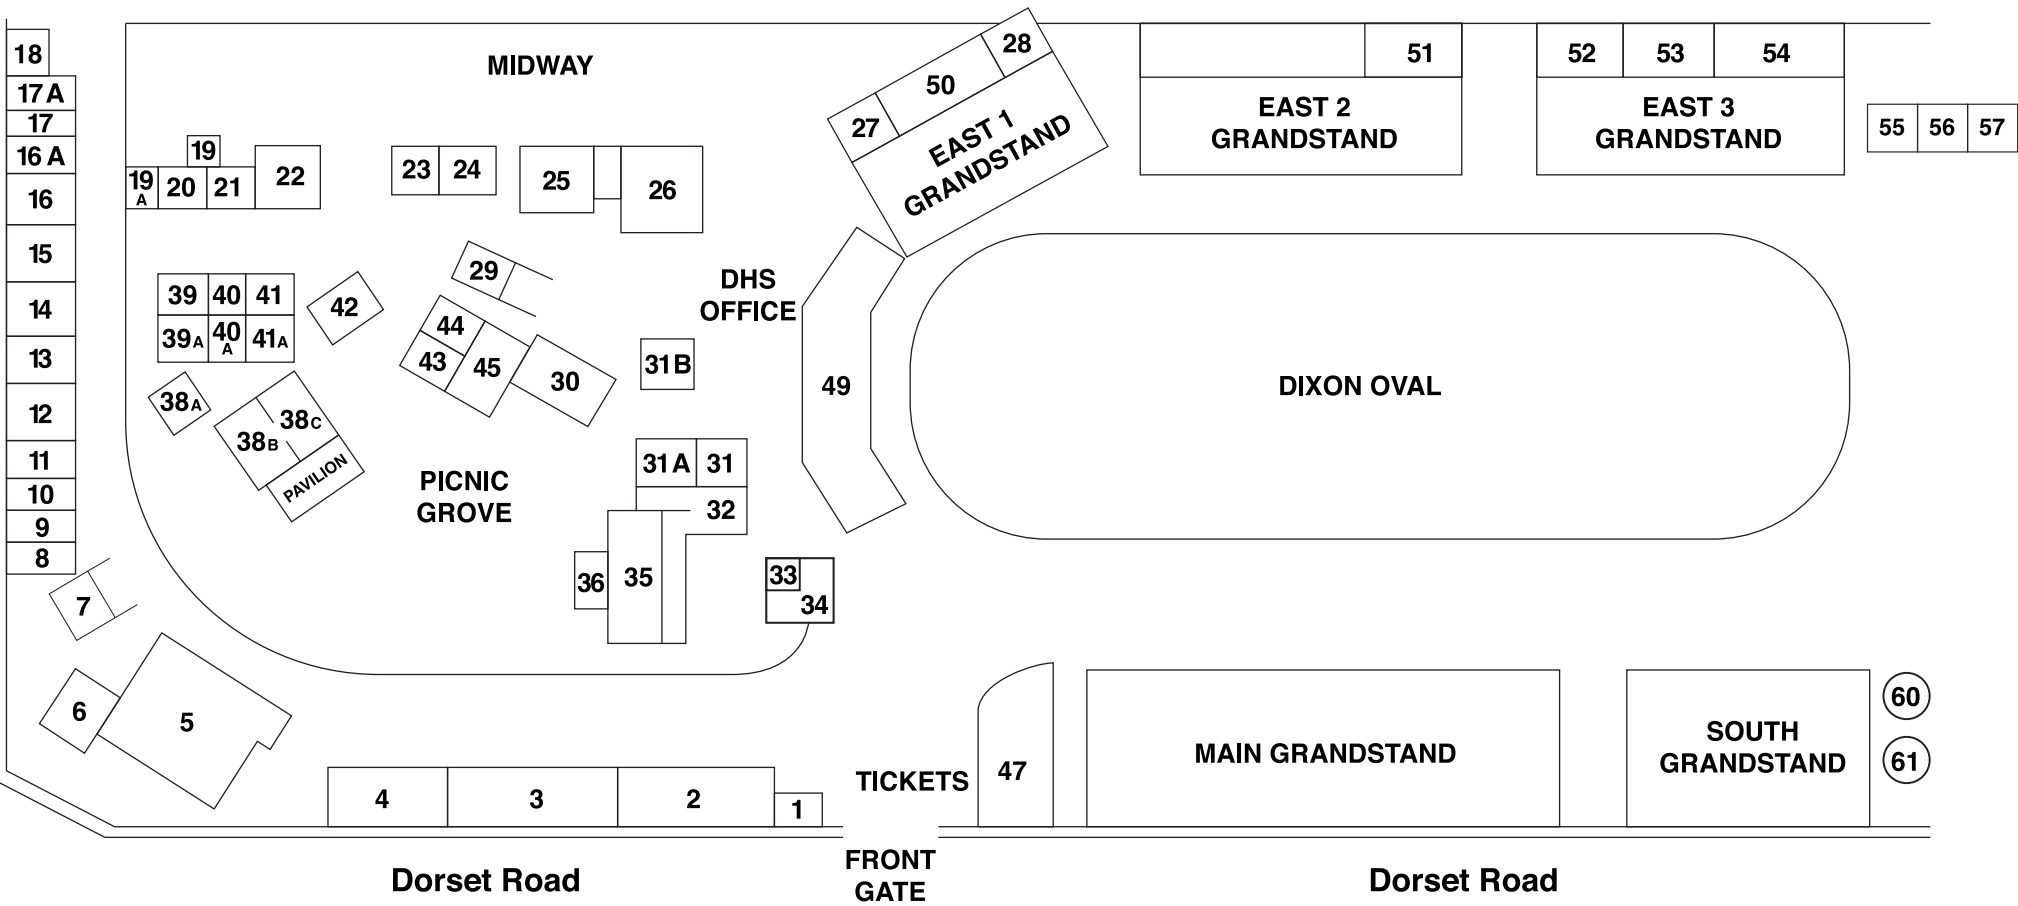 18
17 A
17
16 A
16
15
14
13
12
11
10
9
8
7
6
5
4
3
2
1
MIDWAY
19
19 A
20
21
22
23
24
25
26
27
50
28
EAST 1
GRANDSTAND
51
EAST 2
GRANDSTAND
52
53
54
EAST 3
GRANDSTAND
55
56
57
29
39
40
41
39A
40 A
41A
42
44
43
45
30
31B
DHS
OFFICE
49
DIXON OVAL
38A
38B
38C
PAVILION
PICNIC
GROVE
31 A
31
32
36
35
33
34
TICKETS
47
MAIN GRANDSTAND
SOUTH
GRANDSTAND
60
61
FRONT
GATE
Dorset Road
Dorset Road